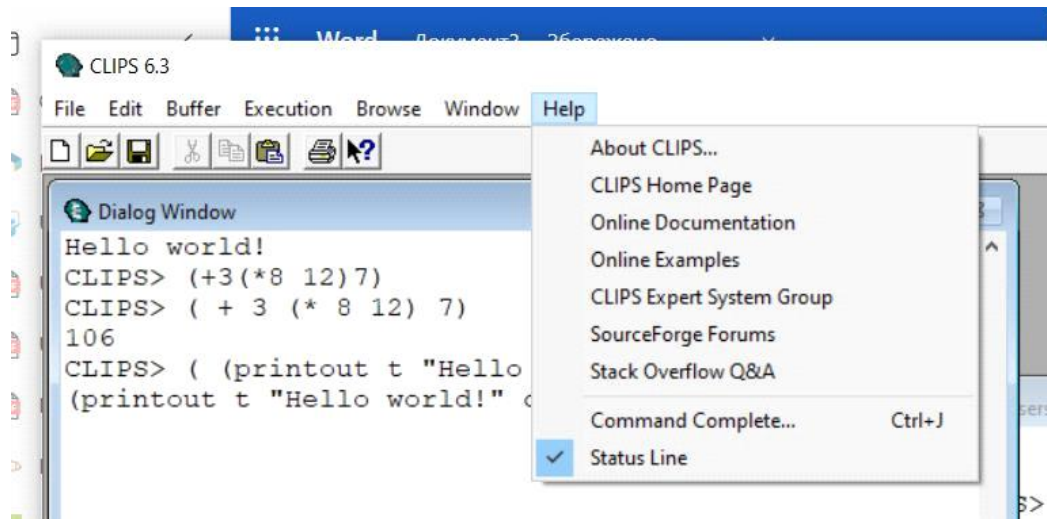 Word
CLIPS 6.3
File Edit Buffer Execution Browse Window Help
About CLIPS...
CLIPS Home Page
Online Documentation
Online Examples
CLIPS Expert System Group
SourceForge Forums
Stack Overflow Q&A
Command Complete... Ctrl+J
Status Line
Dialog Window
Hello world!
CLIPS> (+3(*8 12)7)
CLIPS> ( + 3 (* 8 12) 7)
106
CLIPS> ( (printout t "Hello
(printout t "Hello world!"